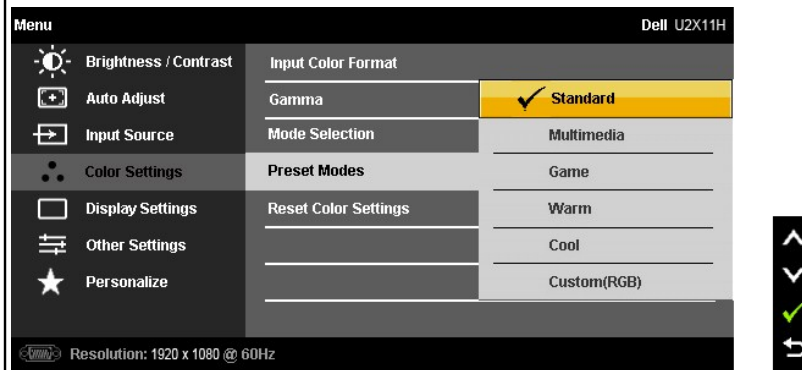 Menu Dell U2X11H
Brightness / Contrast
Auto Adjust
Input Source
Color Settings
Display Settings
Other Settings
Personalize
Input Color Format
Gamma
Mode Selection
Preset Modes
Reset Color Settings
Standard
Multimedia
Game
Warm
Cool
Custom(RGB)
Resolution: 1920 x 1080 @ 60Hz